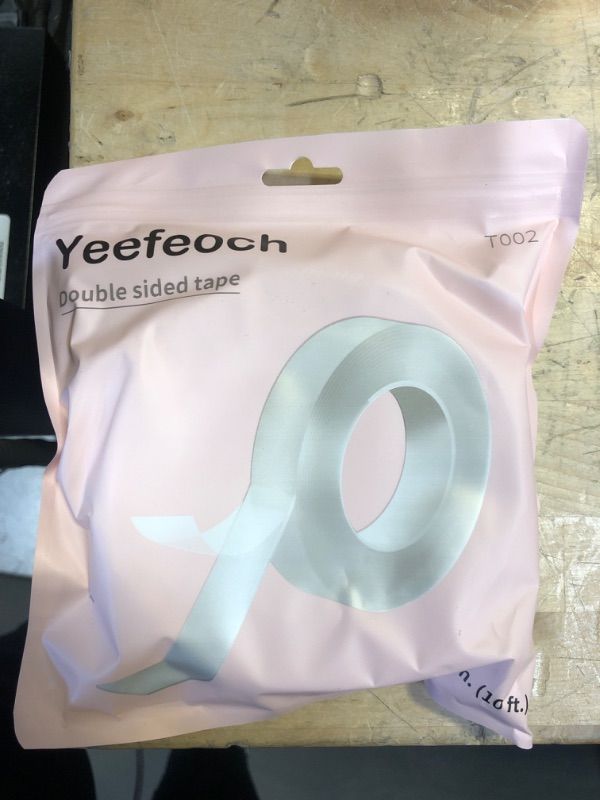 Yeefeoch
T002
Double sided tape
n. (10ft.)